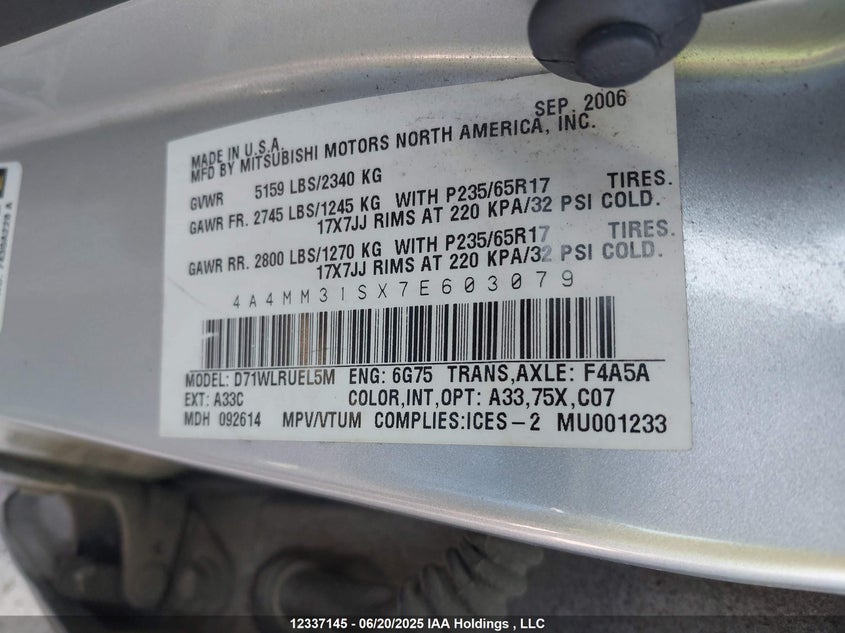 SEP. 2006
MADE IN U.S.A.
MFD BY MITSUBISHI MOTORS NORTH AMERICA, INC.
GVWR 5159 LBS/2340 KG
GAWR FR. 2745 LBS/1245 KG WITH P235/65R17 TIRES.
17X7JJ RIMS AT 220 KPA/32 PSI COLD.
GAWR RR. 2800 LBS/1270 KG WITH P235/65R17 TIRES.
17X7JJ RIMS AT 220 KPA/32 PSI COLD.
4A4MM31SX7E603079
MODEL: D71WLRUEL5M ENG: 6G75 TRANS,AXLE: F4A5A
EXT: A33C COLOR,INT,OPT: A33,75X,C07
MDH 092614 MPV/VTUM COMPLIES:ICES-2 MU001233
12337145 - 06/20/2025 IAA Holdings , LLC